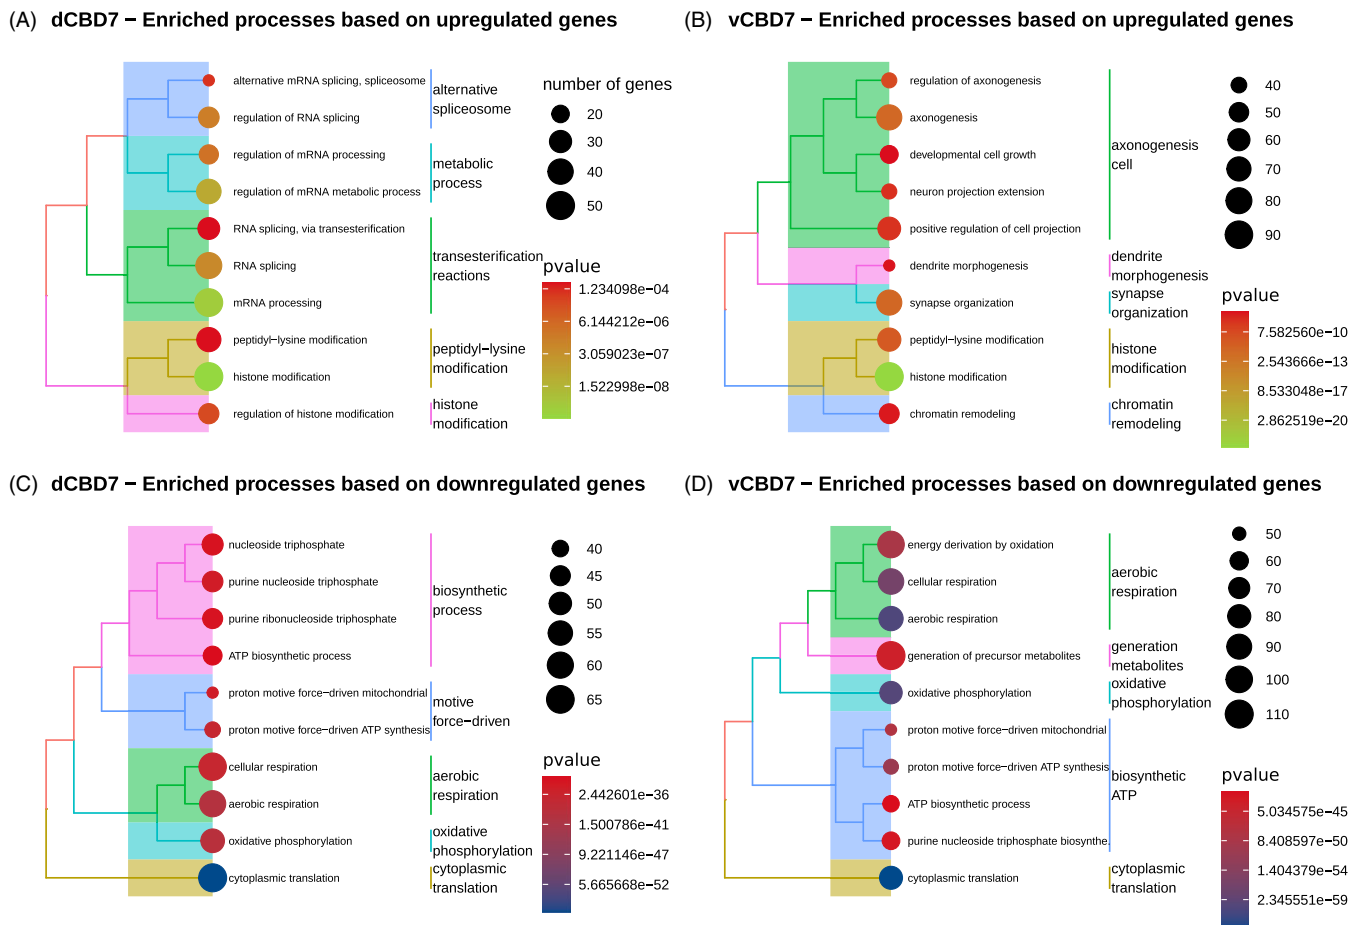 (A) dCBD7 − Enriched processes based on upregulated genes
alternative mRNA splicing, spliceosome
regulation of RNA splicing
regulation of mRNA processing
regulation of mRNA metabolic process
RNA splicing, via transesterification
RNA splicing
mRNA processing
peptidyl−lysine modification
histone modification
regulation of histone modification
alternative
spliceosome
metabolic
process
transesterification
reactions
peptidyl−lysine
modification
histone
modification
number of genes
20
30
40
50
pvalue
1.234098e−04
6.144212e−06
3.059023e−07
1.522998e−08
(B) vCBD7 − Enriched processes based on upregulated genes
regulation of axonogenesis
axonogenesis
developmental cell growth
neuron projection extension
positive regulation of cell projection
dendrite morphogenesis
synapse organization
peptidyl−lysine modification
histone modification
chromatin remodeling
axonogenesis
cell
dendrite
morphogenesis
synapse
organization
histone
modification
chromatin
remodeling
40
50
60
70
80
90
pvalue
7.582560e−10
2.543666e−13
8.533048e−17
2.862519e−20
(C) dCBD7 − Enriched processes based on downregulated genes
nucleoside triphosphate
purine nucleoside triphosphate
purine ribonucleoside triphosphate
ATP biosynthetic process
proton motive force−driven mitochondrial
proton motive force−driven ATP synthesis
cellular respiration
aerobic respiration
oxidative phosphorylation
cytoplasmic translation
biosynthetic
process
motive
force−driven
aerobic
respiration
oxidative
phosphorylation
cytoplasmic
translation
40
45
50
55
60
65
pvalue
2.442601e−36
1.500786e−41
9.221146e−47
5.665668e−52
(D) vCBD7 − Enriched processes based on downregulated genes
energy derivation by oxidation
cellular respiration
aerobic respiration
generation of precursor metabolites
oxidative phosphorylation
proton motive force−driven mitochondrial
proton motive force−driven ATP synthesis
ATP biosynthetic process
purine nucleoside triphosphate biosynthe.
cytoplasmic translation
aerobic
respiration
generation
metabolites
oxidative
phosphorylation
biosynthetic
ATP
cytoplasmic
translation
50
60
70
80
90
100
110
pvalue
5.034575e−45
8.408597e−50
1.404379e−54
2.345551e−59